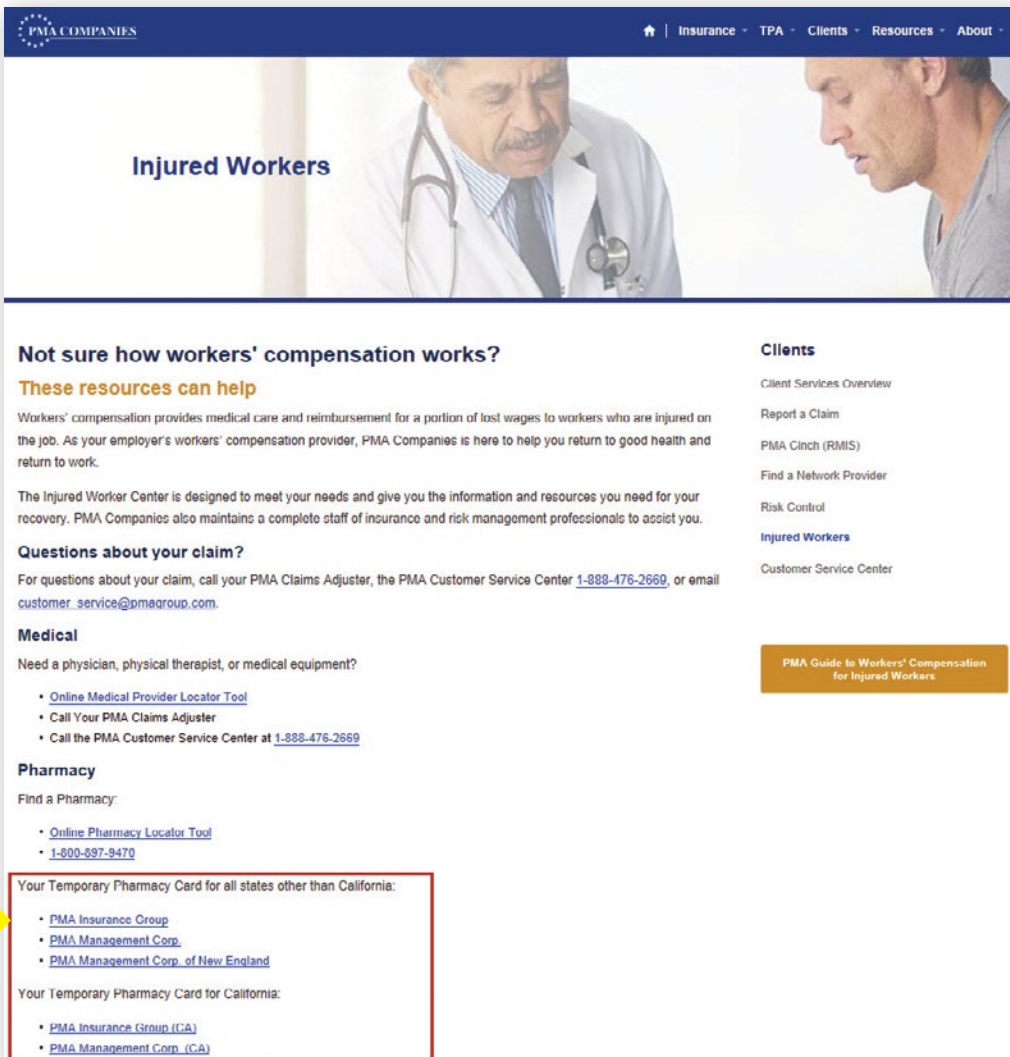 PMA COMPANIES
Insurance TPA Clients Resources About
Injured Workers
Not sure how workers' compensation works?
These resources can help
Workers' compensation provides medical care and reimbursement for a portion of lost wages to workers who are injured on
the job. As your employer's workers' compensation provider, PMA Companies is here to help you return to good health and
return to work.
The Injured Worker Center is designed to meet your needs and give you the information and resources you need for your
recovery. PMA Companies also maintains a complete staff of insurance and risk management professionals to assist you.
Questions about your claim?
For questions about your claim, call your PMA Claims Adjuster, the PMA Customer Service Center 1-888-476-2669, or email
customer_service@pmagroup.com.
Medical
Need a physician, physical therapist, or medical equipment?
• Online Medical Provider Locator Tool
• Call Your PMA Claims Adjuster
• Call the PMA Customer Service Center at 1-888-476-2669
Pharmacy
Find a Pharmacy:
• Online Pharmacy Locator Tool
• 1-800-897-9470
Your Temporary Pharmacy Card for all states other than California:
• PMA Insurance Group
• PMA Management Corp.
• PMA Management Corp. of New England
Your Temporary Pharmacy Card for California:
• PMA Insurance Group (CA)
• PMA Management Corp. (CA)
Clients
Client Services Overview
Report a Claim
PMA Cinch (RMIS)
Find a Network Provider
Risk Control
Injured Workers
Customer Service Center
PMA Guide to Workers' Compensation
for Injured Workers